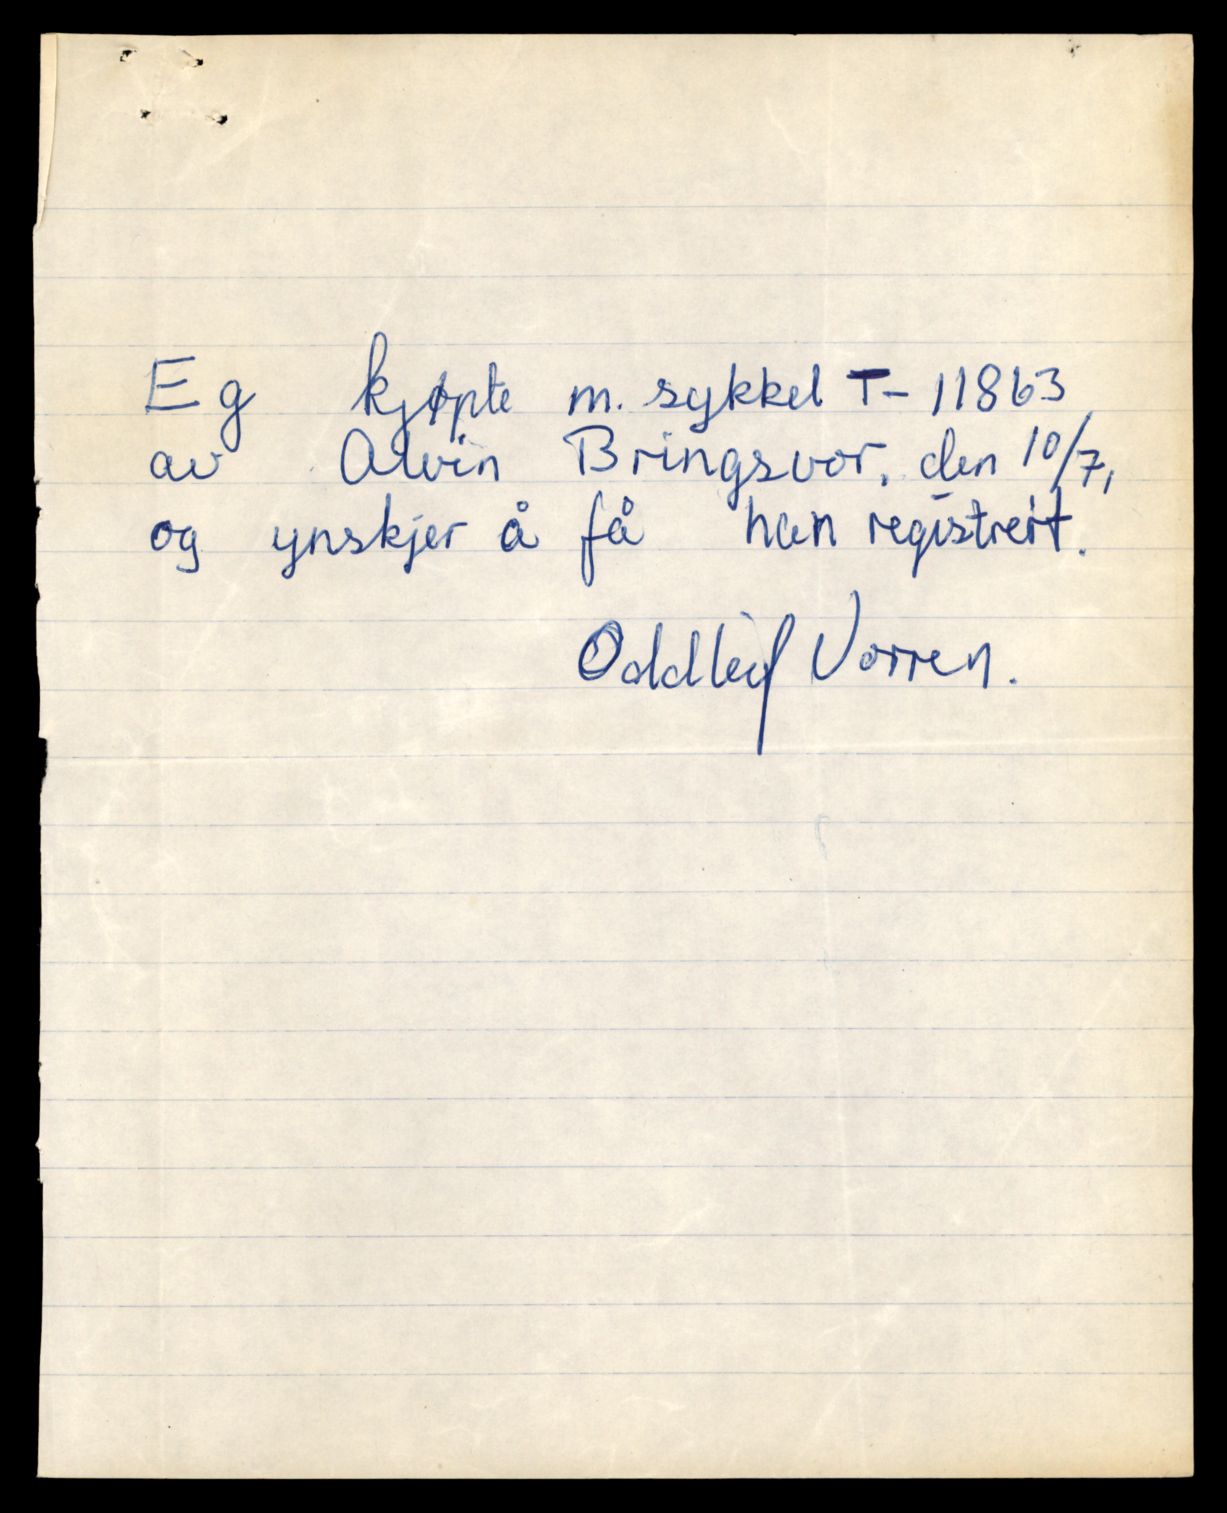 Eg kjøpte m. sykkel T-11863
av Alvin Bringsvor, den 10/7,
og ynskjer å få han registrert.
Oddleif Vorren.